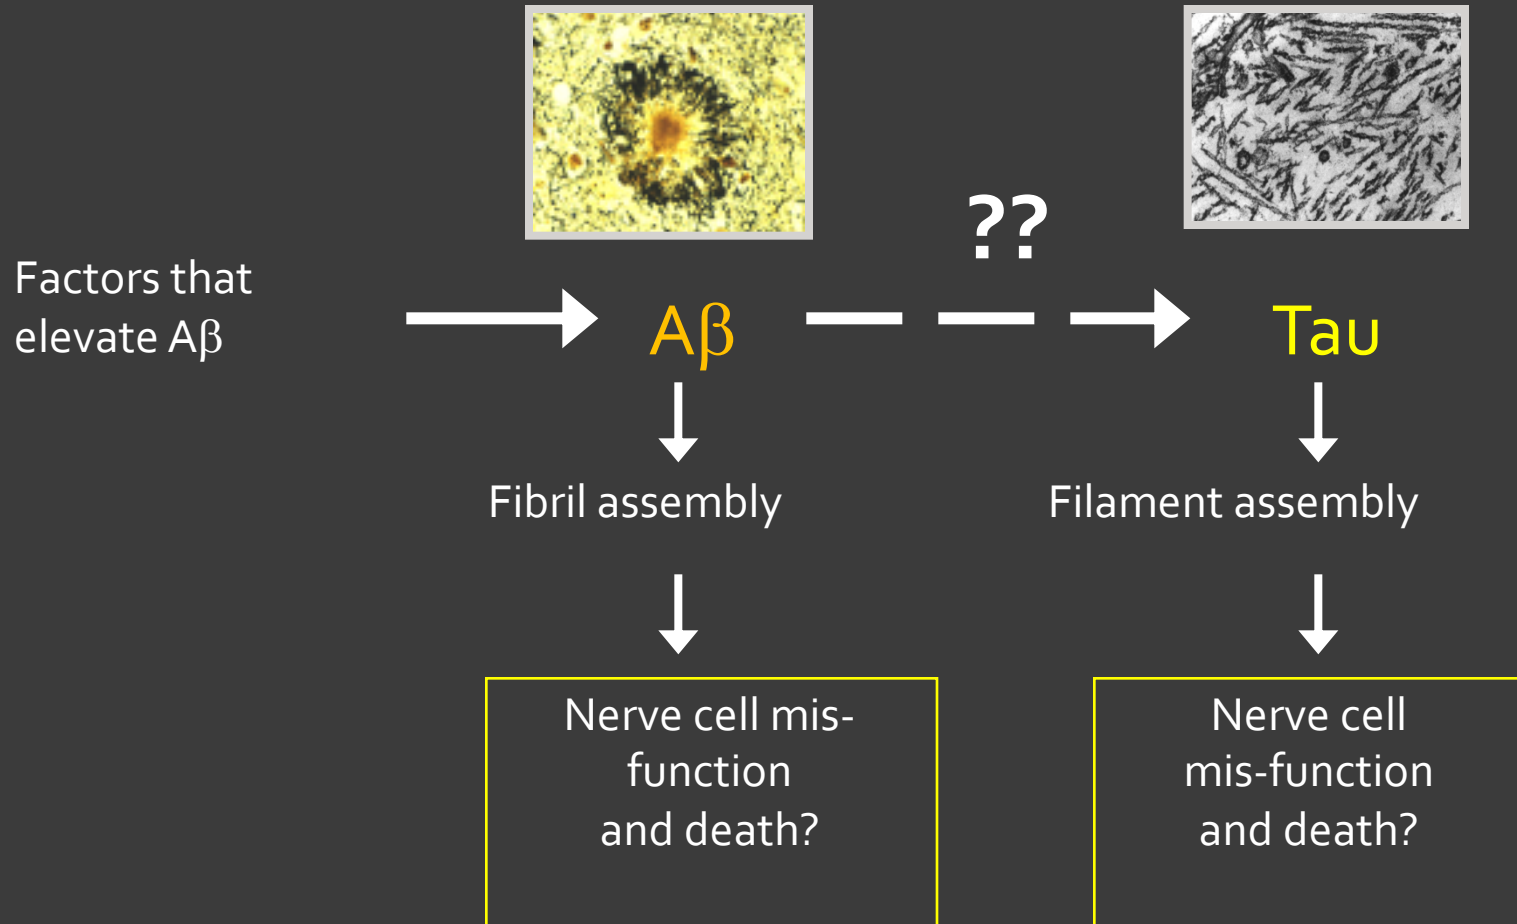 ??
Factors that
elevate Aβ
Aβ
Tau
Fibril assembly
Filament assembly
Nerve cell mis-
function
and death?
Nerve cell
mis-function
and death?